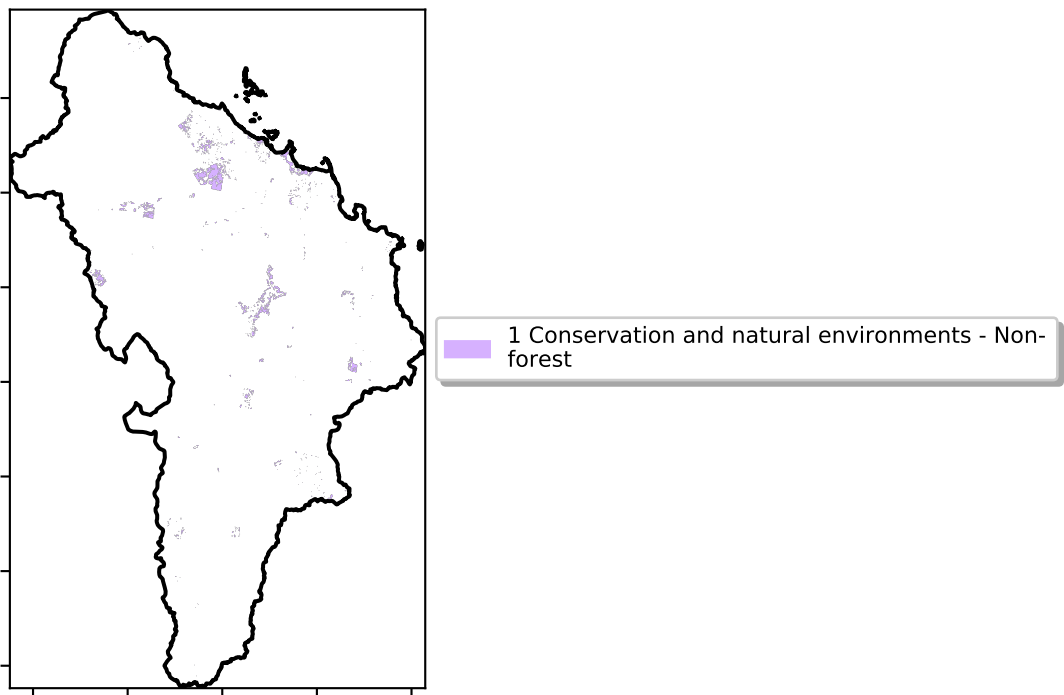 1 Conservation and natural environments - Non-
forest